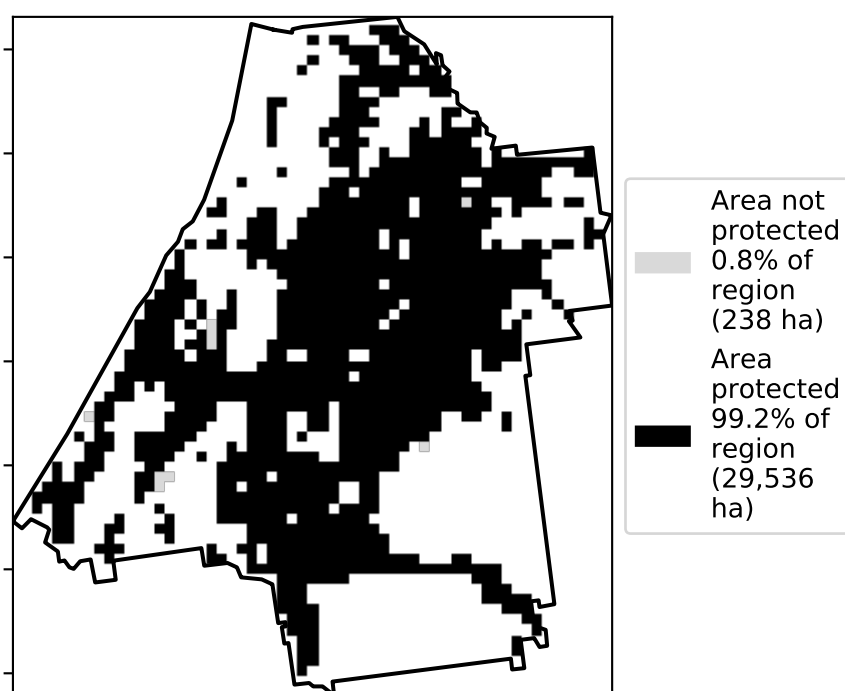 Area not
protected
0.8% of
region
(238 ha)
Area
protected
99.2% of
region
(29,536
ha)